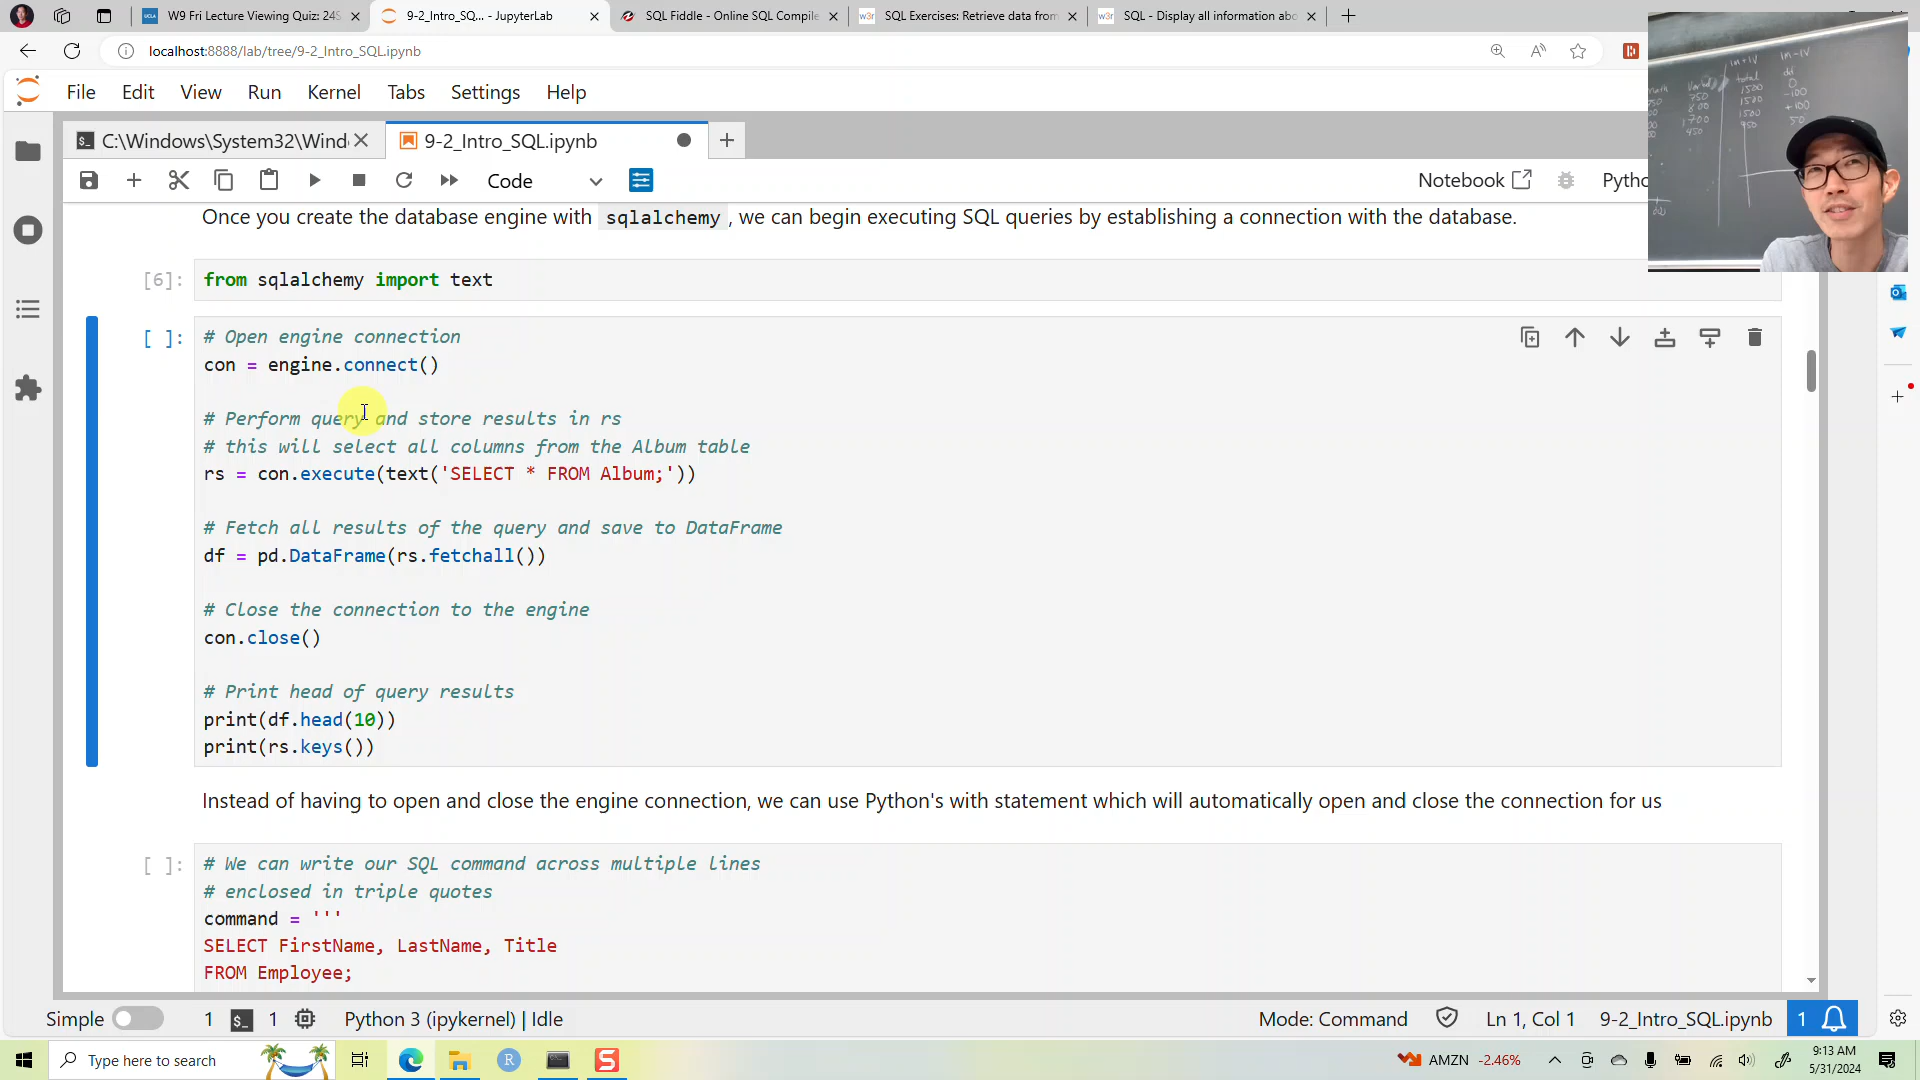 W9 Fri Lecture Viewing Quiz: 24S
9-2_Intro_SQ... - JupyterLab
SQL Fiddle - Online SQL Compile
w3r
SQL Exercises: Retrieve data from
w3r
SQL - Display all information abo
localhost:8888/lab/tree/9-2_Intro_SQL.ipynb
File Edit View Run Kernel Tabs Settings Help
C:\Windows\System32\Wind
9-2_Intro_SQL.ipynb
Code
Notebook
Pytho
Once you create the database engine with sqlalchemy , we can begin executing SQL queries by establishing a connection with the database.
[6]: from sqlalchemy import text
[ ]: # Open engine connection
con = engine.connect()
# Perform query and store results in rs
# this will select all columns from the Album table
rs = con.execute(text('SELECT * FROM Album;'))
# Fetch all results of the query and save to DataFrame
df = pd.DataFrame(rs.fetchall())
# Close the connection to the engine
con.close()
# Print head of query results
print(df.head(10))
print(rs.keys())
Instead of having to open and close the engine connection, we can use Python's with statement which will automatically open and close the connection for us
[ ]: # We can write our SQL command across multiple lines
# enclosed in triple quotes
command = '''
SELECT FirstName, LastName, Title
FROM Employee;
Simple
1
1
Python 3 (ipykernel) | Idle
Mode: Command
Ln 1, Col 1
9-2_Intro_SQL.ipynb
1
Type here to search
AMZN -2.46%
9:13 AM
5/31/2024